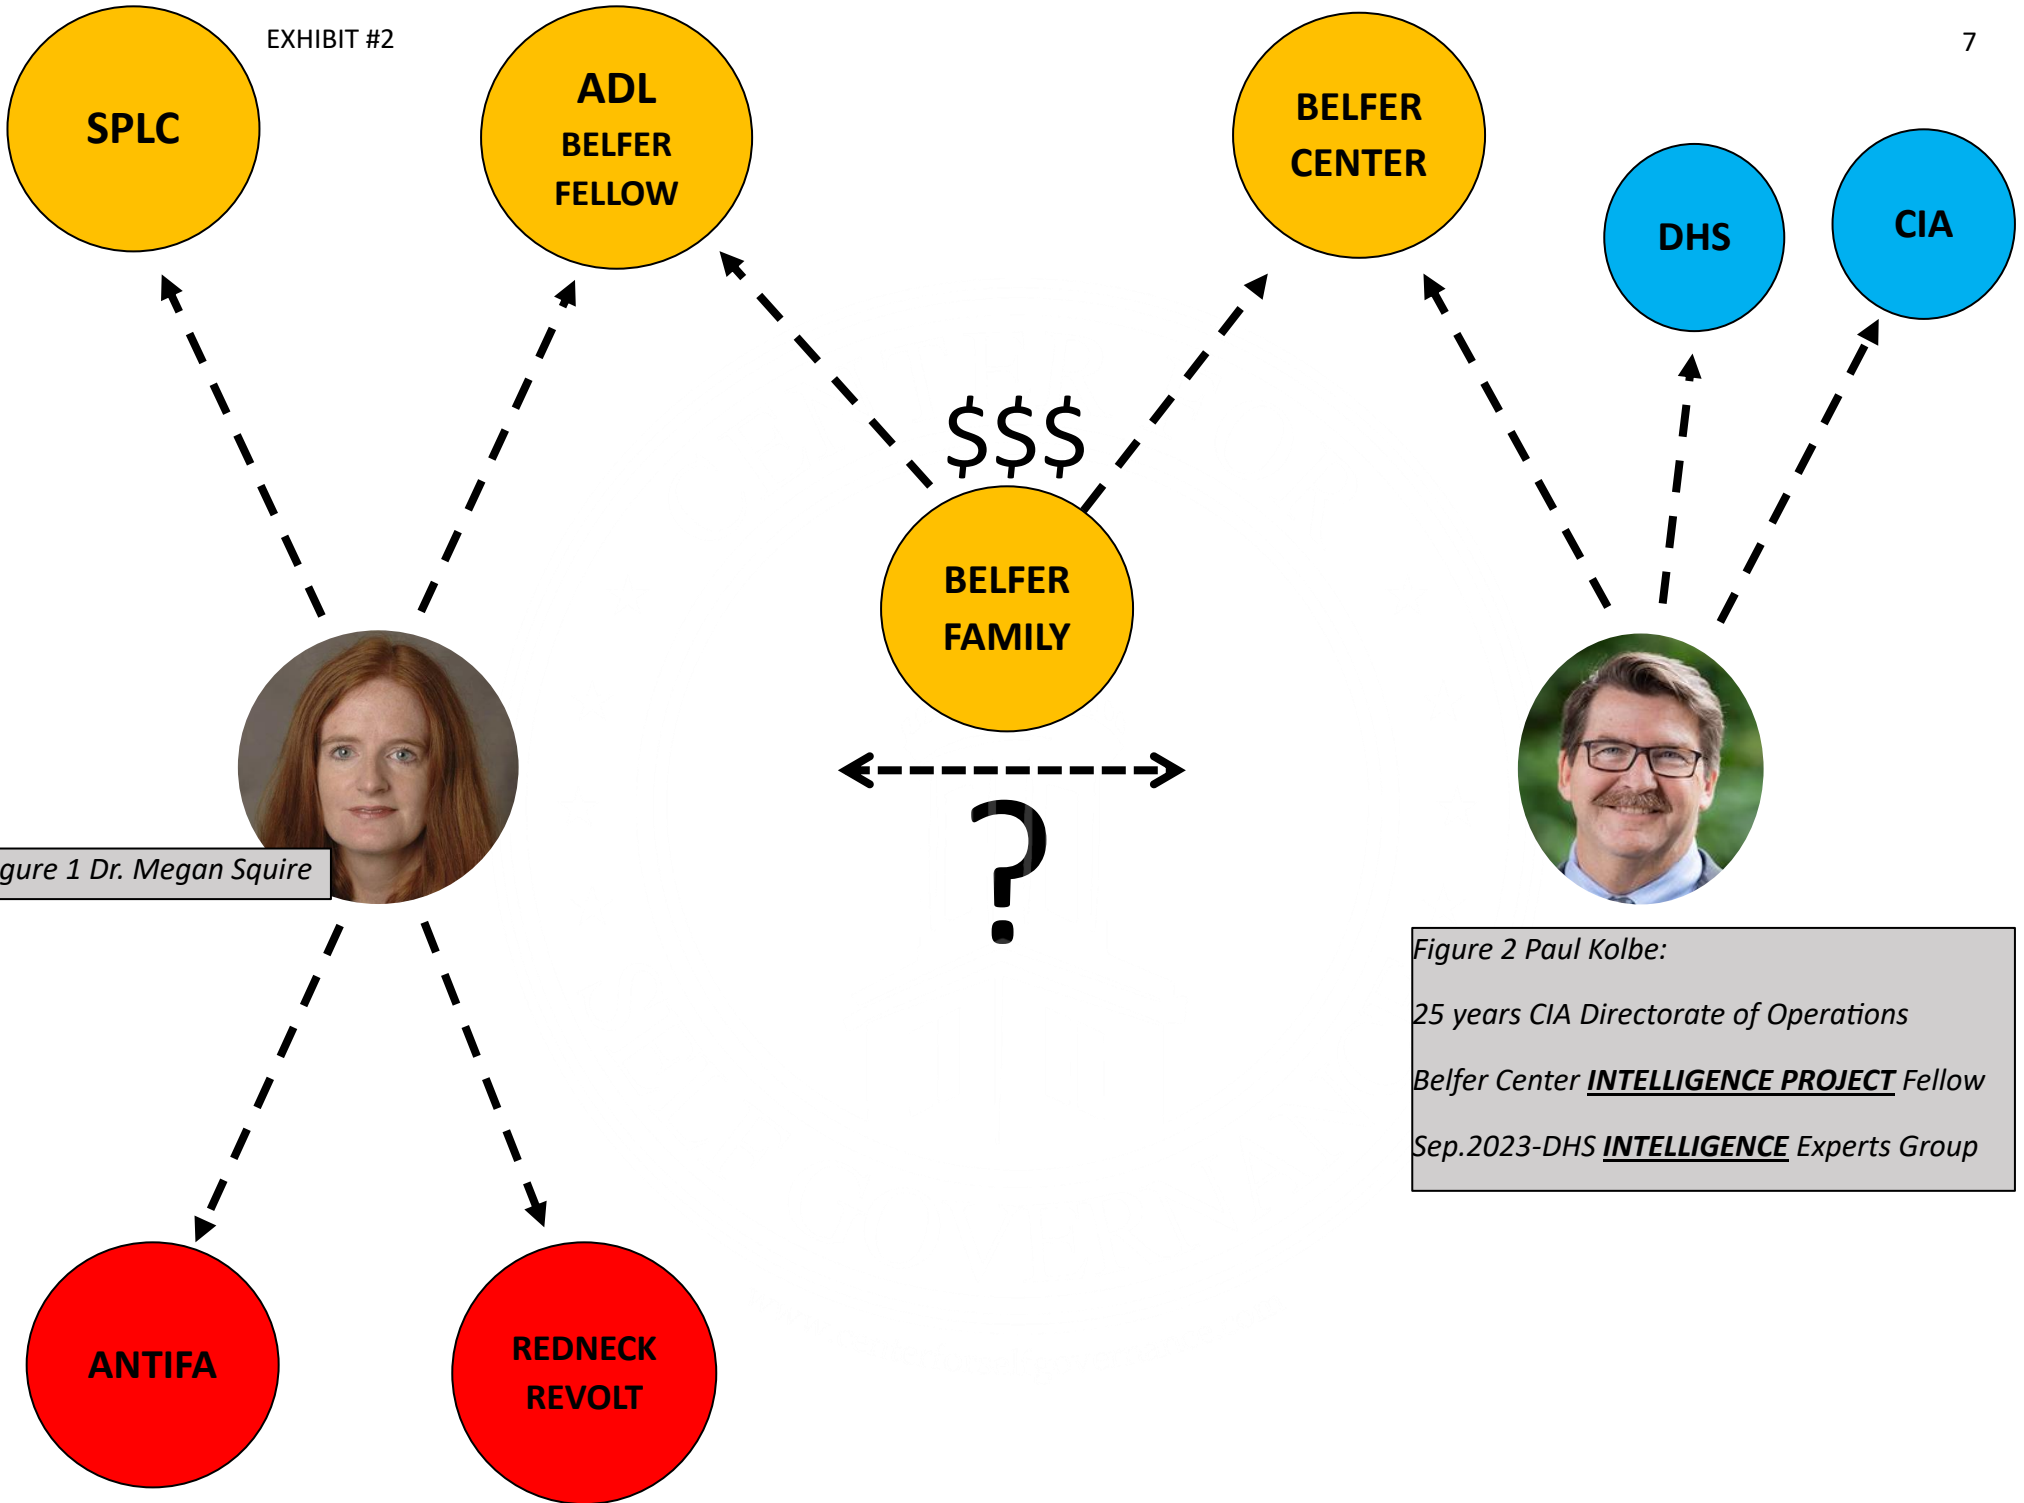 EXHIBIT #2
7
SPLC
ADL
BELFER
FELLOW
BELFER
CENTER
DHS
CIA
$$$
BELFER
FAMILY
?
gure 1 Dr. Megan Squire
Figure 2 Paul Kolbe:
25 years CIA Directorate of Operations
Belfer Center INTELLIGENCE PROJECT Fellow
Sep.2023-DHS INTELLIGENCE Experts Group
ANTIFA
REDNECK
REVOLT